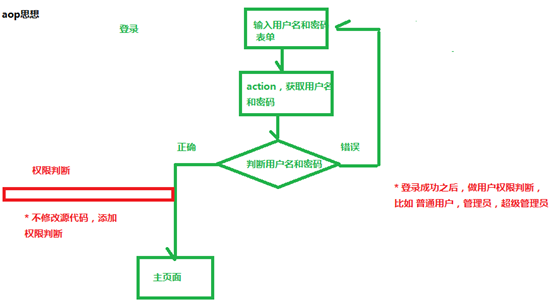 aop思想
登录
输入用户名和密码
表单
action，获取用户名
和密码
正确
错误
判断用户名和密码
权限判断
* 不修改源代码，添加
权限判断
* 登录成功之后，做用户权限判断，
比如 普通用户，管理员，超级管理员
主页面